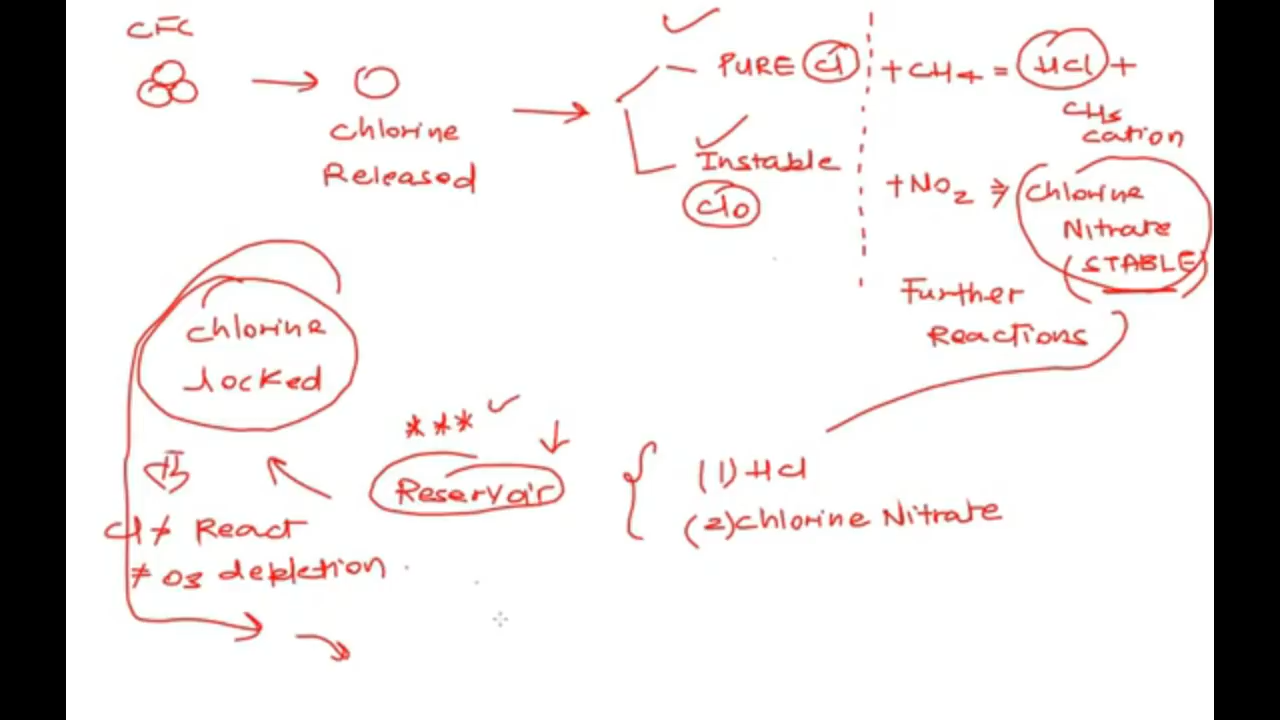 CFC
Chlorine
Released
PURE Cl
Instable
ClO
+ CH4 = HCl +
CH3
cation
+ NO2 ⇒ Chlorine
Nitrate
(STABLE)
Further
Reactions
Chlorine
locked
*** 
Reservoir
(1) HCl
(2) Chlorine Nitrate
Cl ≠ React
≠ O3 depletion